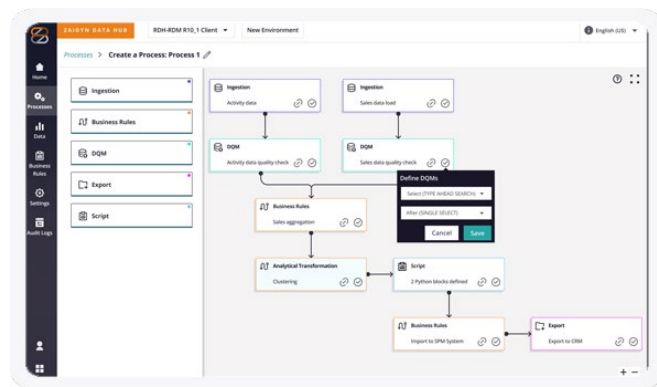 ZAIDYN DATA HUB
RDH-RDM R10_1 Client
New Environment
English (US)
Processes > Create a Process: Process 1
Home
Processes
Data
Business
Rules
Settings
Audit Logs
Ingestion
Business Rules
DQM
Export
Script
Ingestion
Activity data
Ingestion
Sales data load
DQM
Activity data quality check
DQM
Sales data quality check
Define DQMs
Select (TYPE AHEAD SEARCH)
After (SINGLE SELECT)
Cancel
Save
Business Rules
Sales aggregation
Analytical Transformation
Clustering
Script
2 Python blocks defined
Business Rules
Import to SPM System
Export
Export to CRM